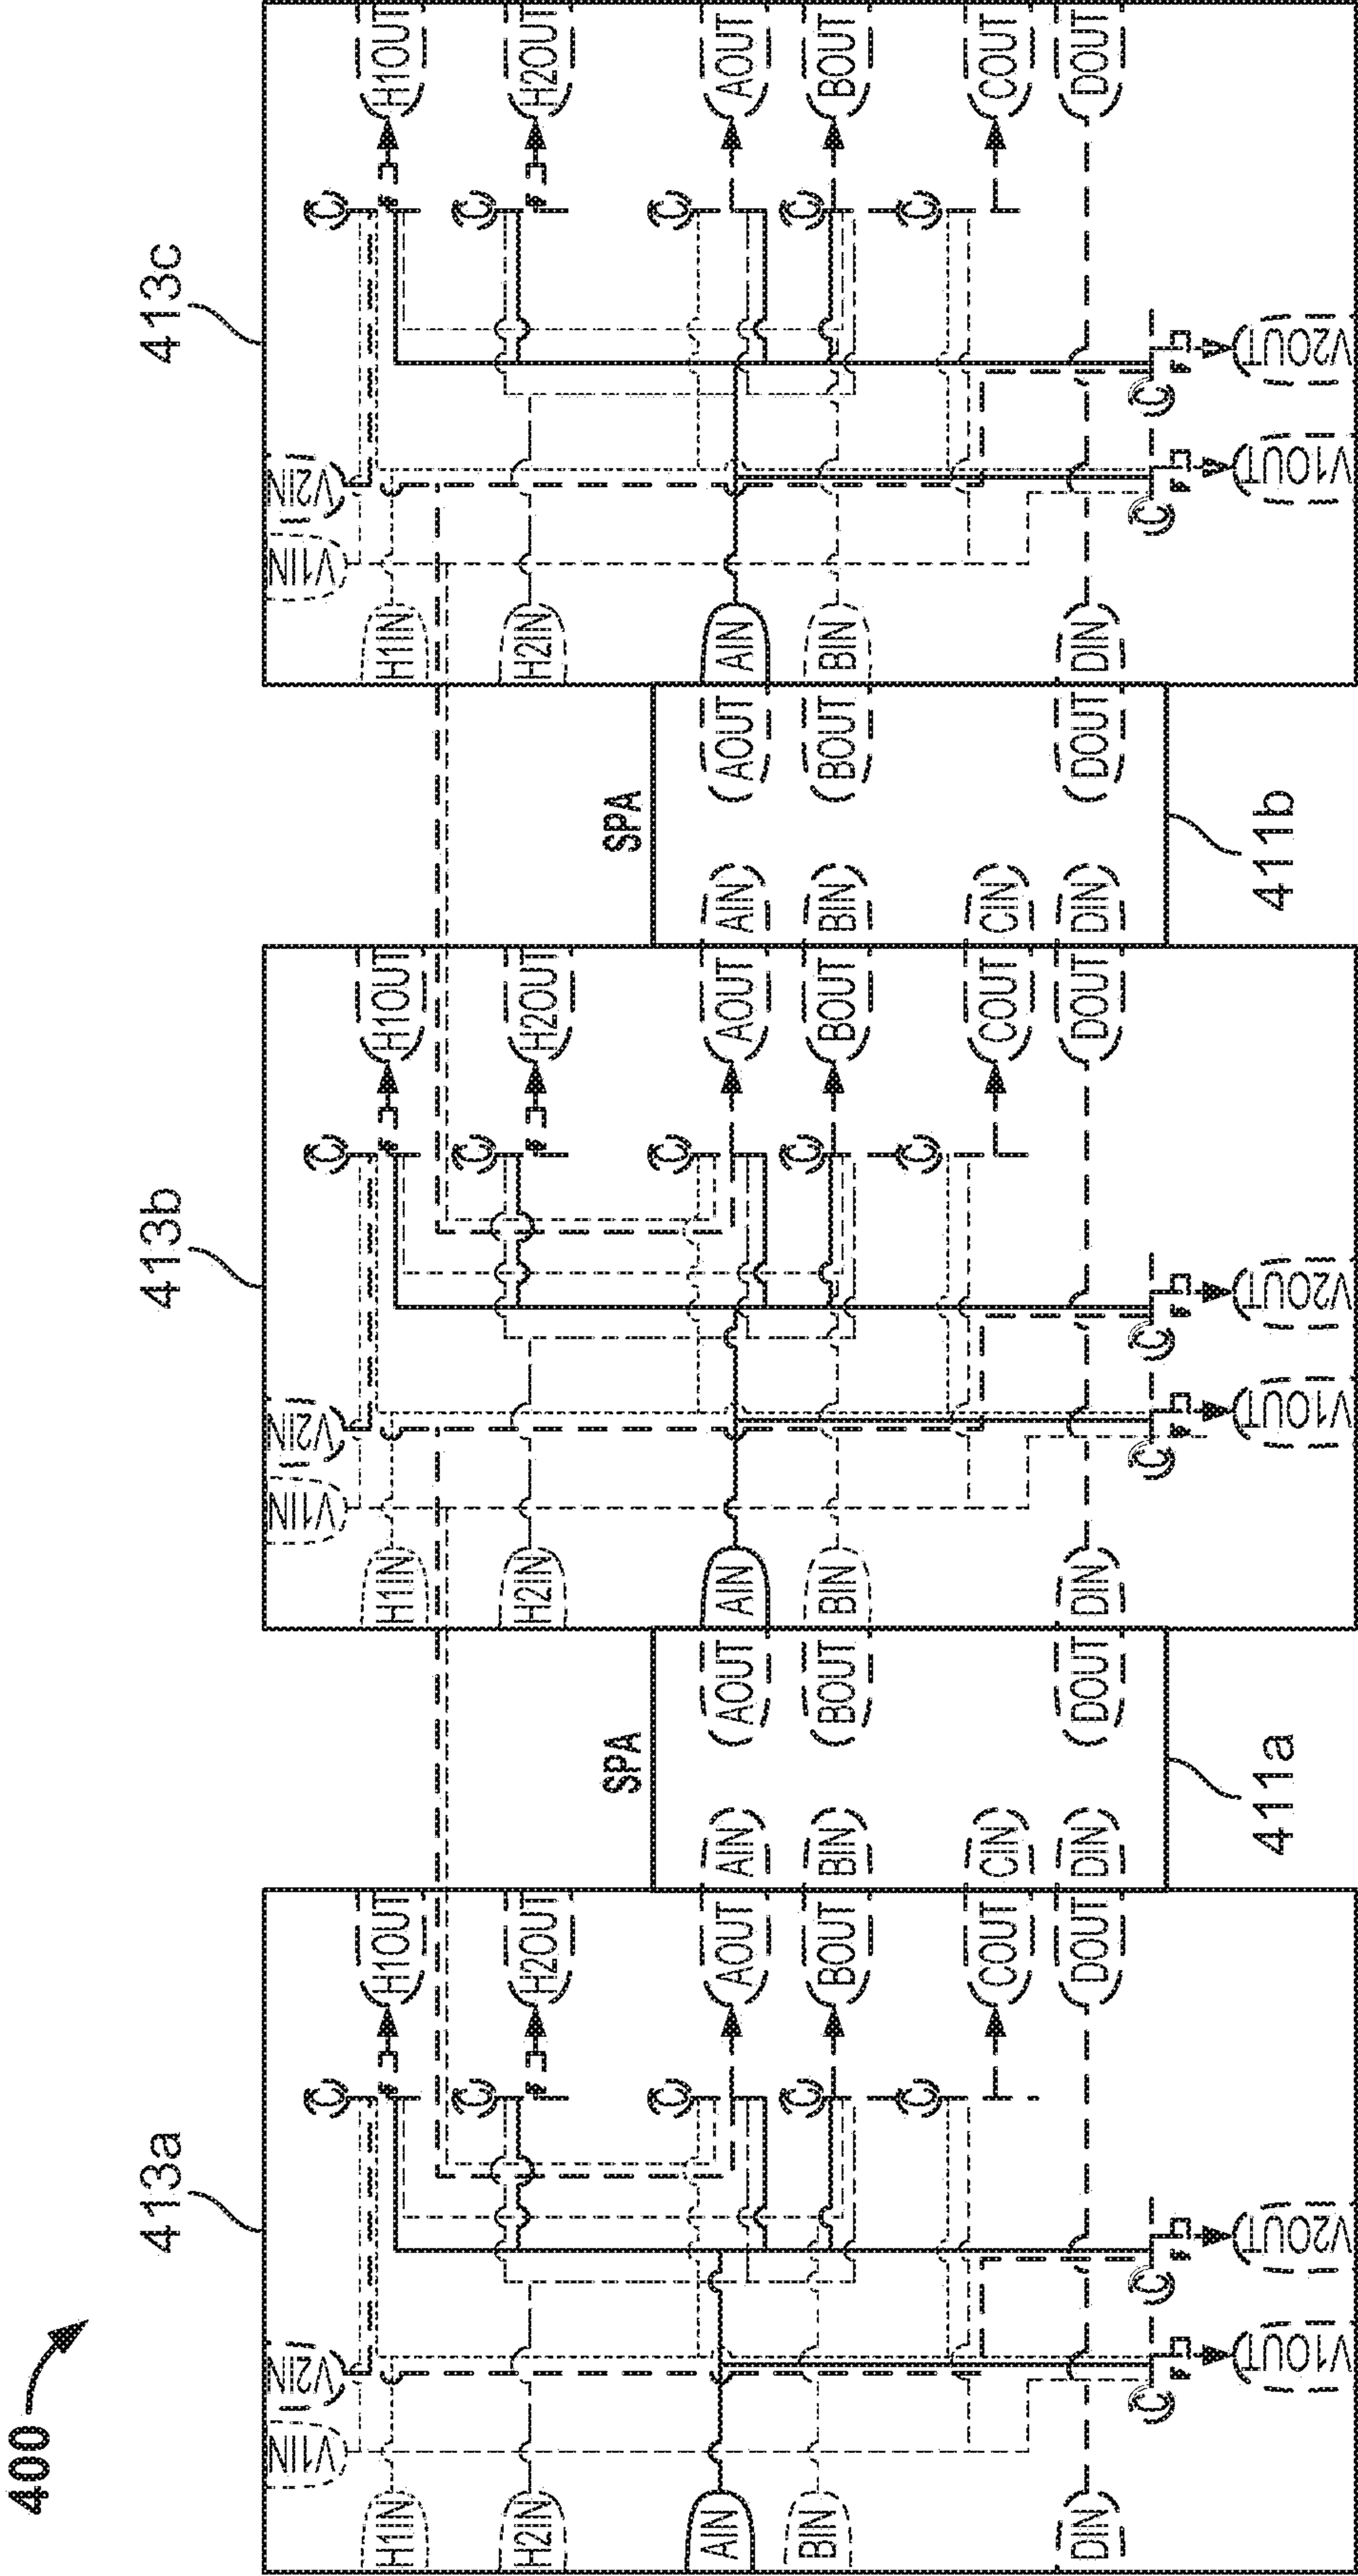 400
413a
413b
413c
V1IN
V2IN
H1IN
H2IN
AIN
BIN
DIN
C
C
C
C
C
C
C
H1OUT
H2OUT
AOUT
BOUT
COUT
DOUT
V1OUT
V2OUT
SPA
AIN
BIN
CIN
DIN
AOUT
BOUT
DOUT
411a
V1IN
V2IN
H1IN
H2IN
AIN
BIN
DIN
C
C
C
C
C
C
C
H1OUT
H2OUT
AOUT
BOUT
COUT
DOUT
V1OUT
V2OUT
SPA
AIN
BIN
CIN
DIN
AOUT
BOUT
DOUT
411b
V1IN
V2IN
H1IN
H2IN
AIN
BIN
DIN
C
C
C
C
C
C
C
H1OUT
H2OUT
AOUT
BOUT
COUT
DOUT
V1OUT
V2OUT